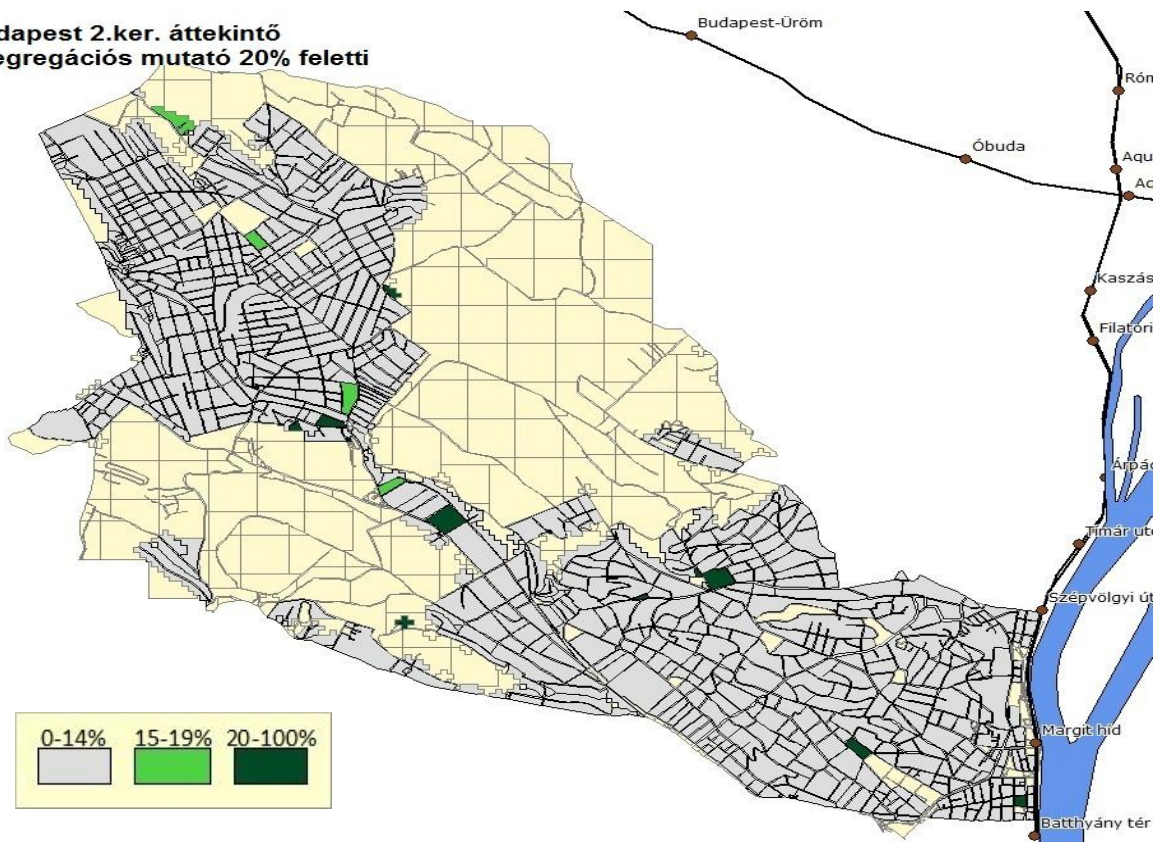 dapest 2.ker. áttekintő
egregációs mutató 20% feletti
Budapest-Üröm
Róm
Óbuda
Aqu
Ac
Kaszás
Filatori
Árpád
Tímár utc
Szépvölgyi út
Margit híd
Batthyány tér
0-14% 15-19% 20-100%